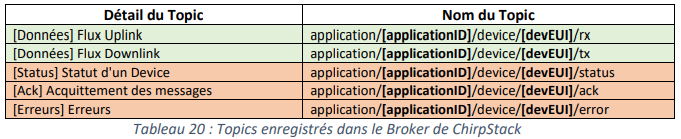 Détail du Topic Nom du Topic
[Données] Flux Uplink application/[applicationID]/device/[devEUI]/rx
[Données] Flux Downlink application/[applicationID]/device/[devEUI]/tx
[Status] Statut d'un Device application/[applicationID]/device/[devEUI]/status
[Ack] Acquittement des messages application/[applicationID]/device/[devEUI]/ack
[Erreurs] Erreurs application/[applicationID]/device/[devEUI]/error
Tableau 20 : Topics enregistrés dans le Broker de ChirpStack